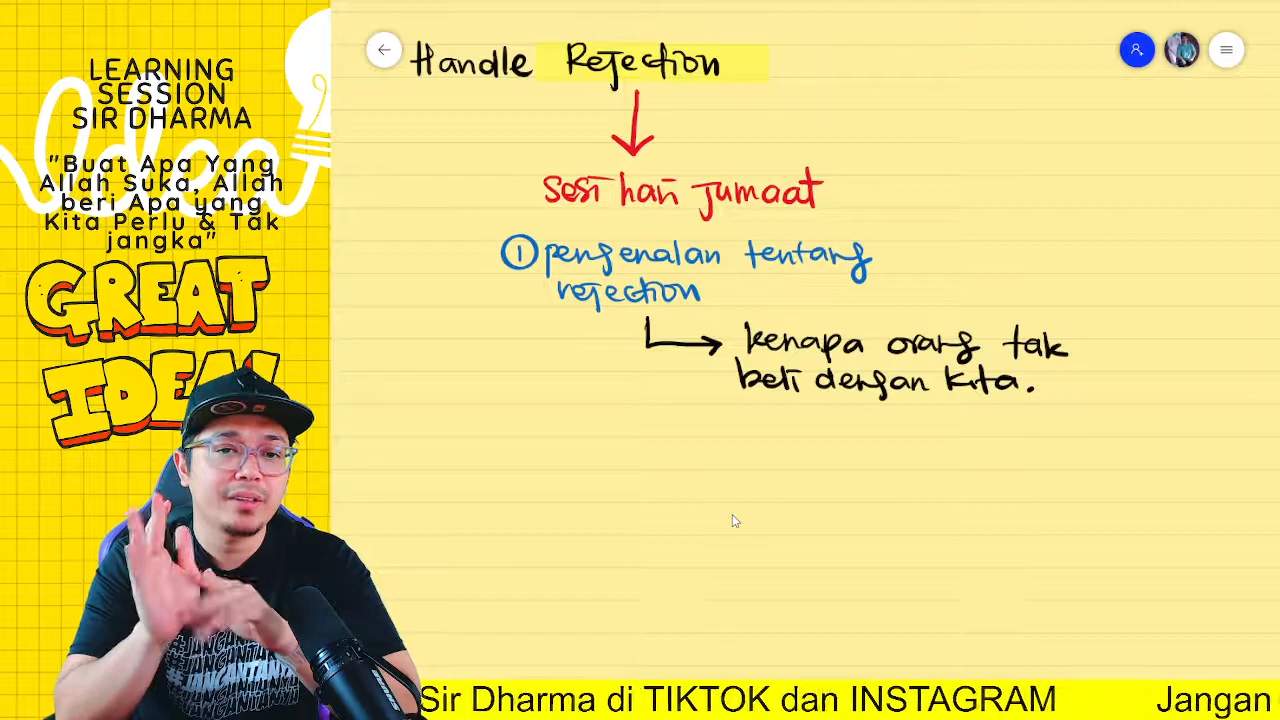 LEARNING
SESSION
SIR DHARMA
"Buat Apa Yang
Allah Suka, Allah
beri Apa yang
Kita Perlu & Tak
jangka"
GREAT
IDEA
Handle Rejection
sesi hari Jumaat
① pengenalan tentang
rejection
kenapa orang tak
beli dengan kita.
#JANGANTANYA
Sir Dharma di TIKTOK dan INSTAGRAM Jangan